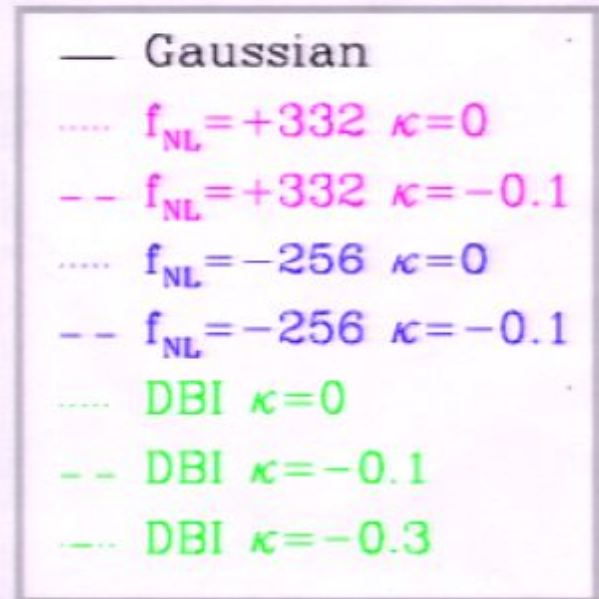 Gaussian
f_NL=+332 κ=0
f_NL=+332 κ=−0.1
f_NL=−256 κ=0
f_NL=−256 κ=−0.1
DBI κ=0
DBI κ=−0.1
DBI κ=−0.3